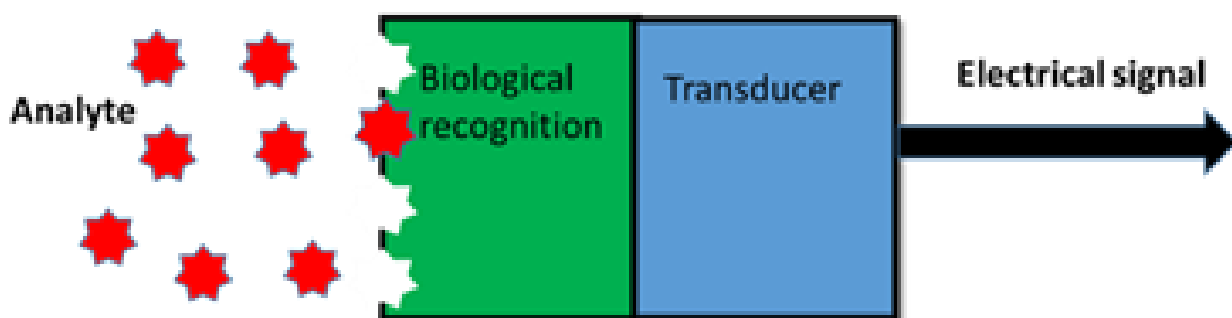 Analyte
Biological
recognition
Transducer
Electrical signal